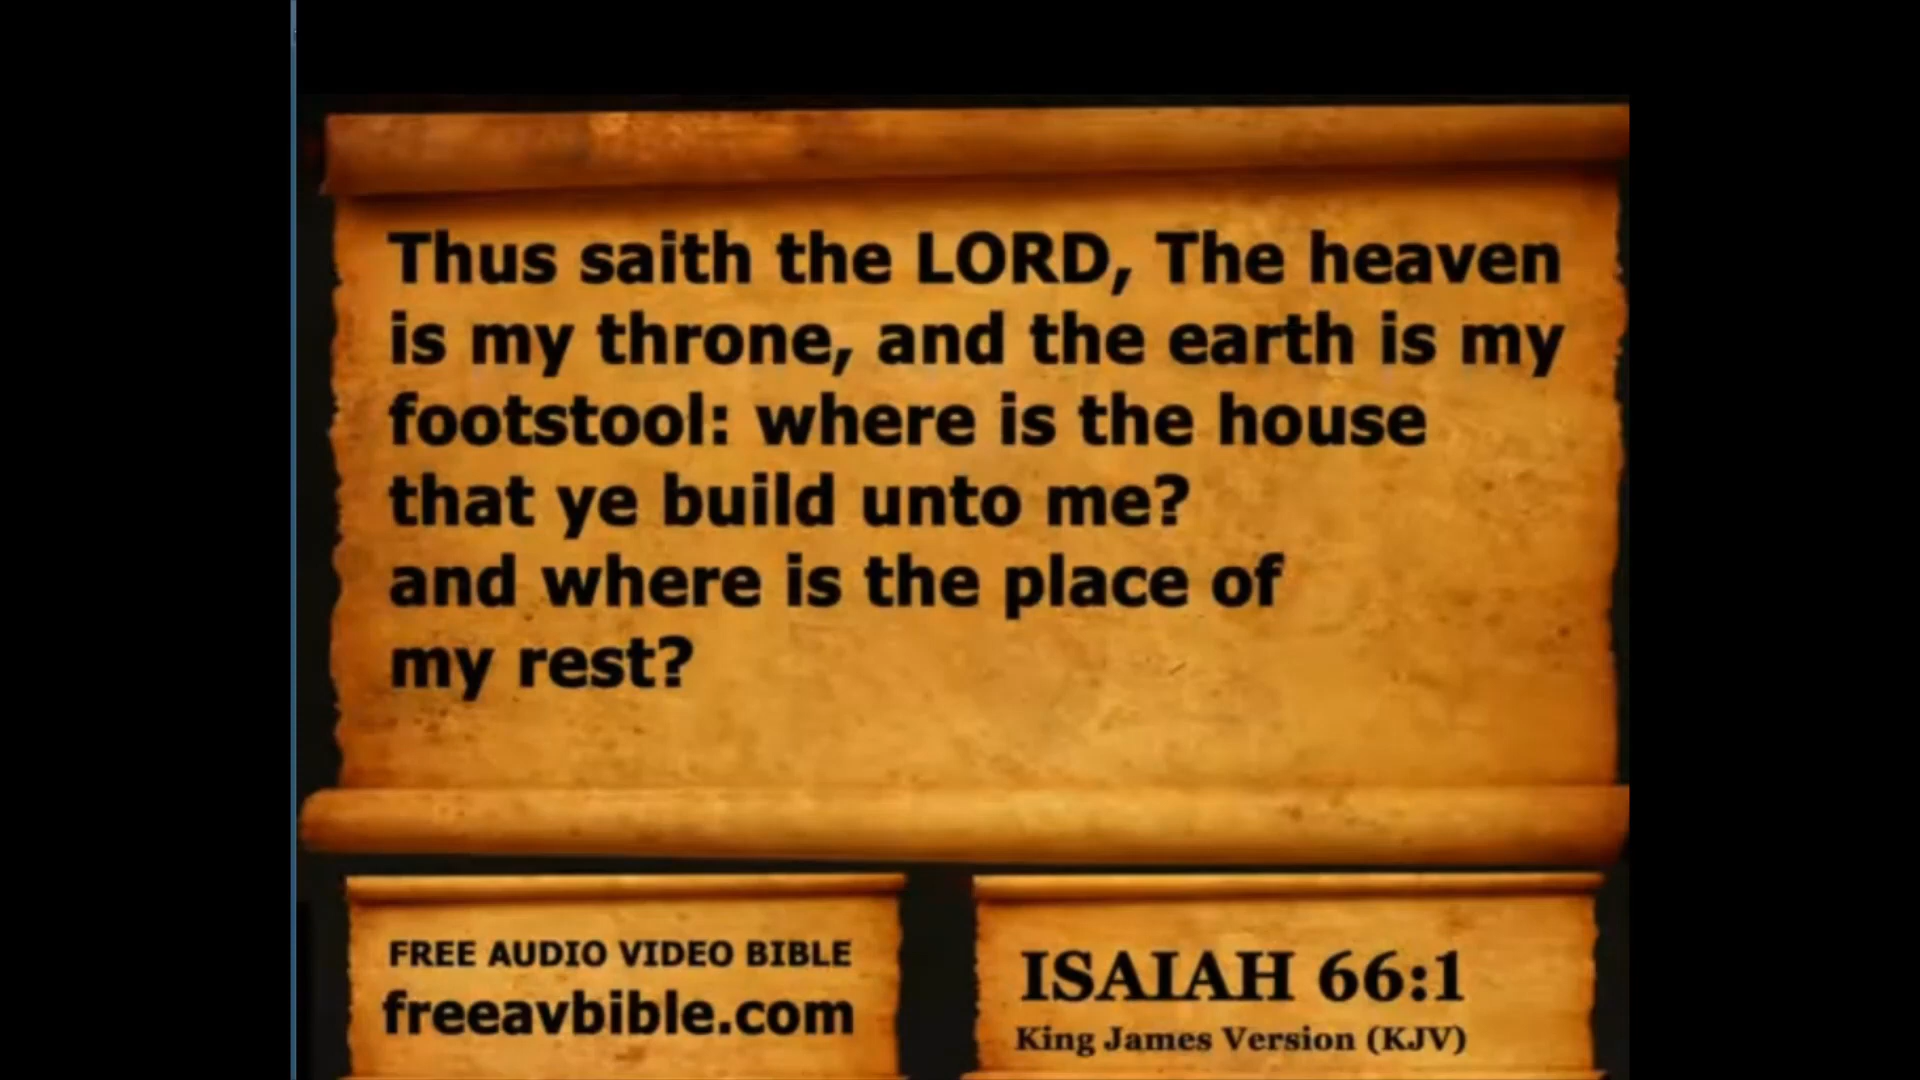 Thus saith the LORD, The heaven
is my throne, and the earth is my
footstool: where is the house
that ye build unto me?
and where is the place of
my rest?
FREE AUDIO VIDEO BIBLE
freeavbible.com
ISAIAH 66:1
King James Version (KJV)